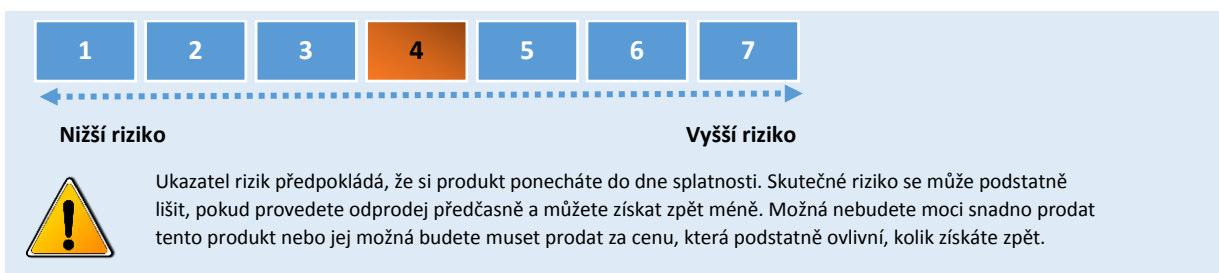 1 2 3 4 5 6 7
Nižší riziko Vyšší riziko
Ukazatel rizik předpokládá, že si produkt ponecháte do dne splatnosti. Skutečné riziko se může podstatně
lišit, pokud provedete odprodej předčasně a můžete získat zpět méně. Možná nebudete moci snadno prodat
tento produkt nebo jej možná budete muset prodat za cenu, která podstatně ovlivní, kolik získáte zpět.